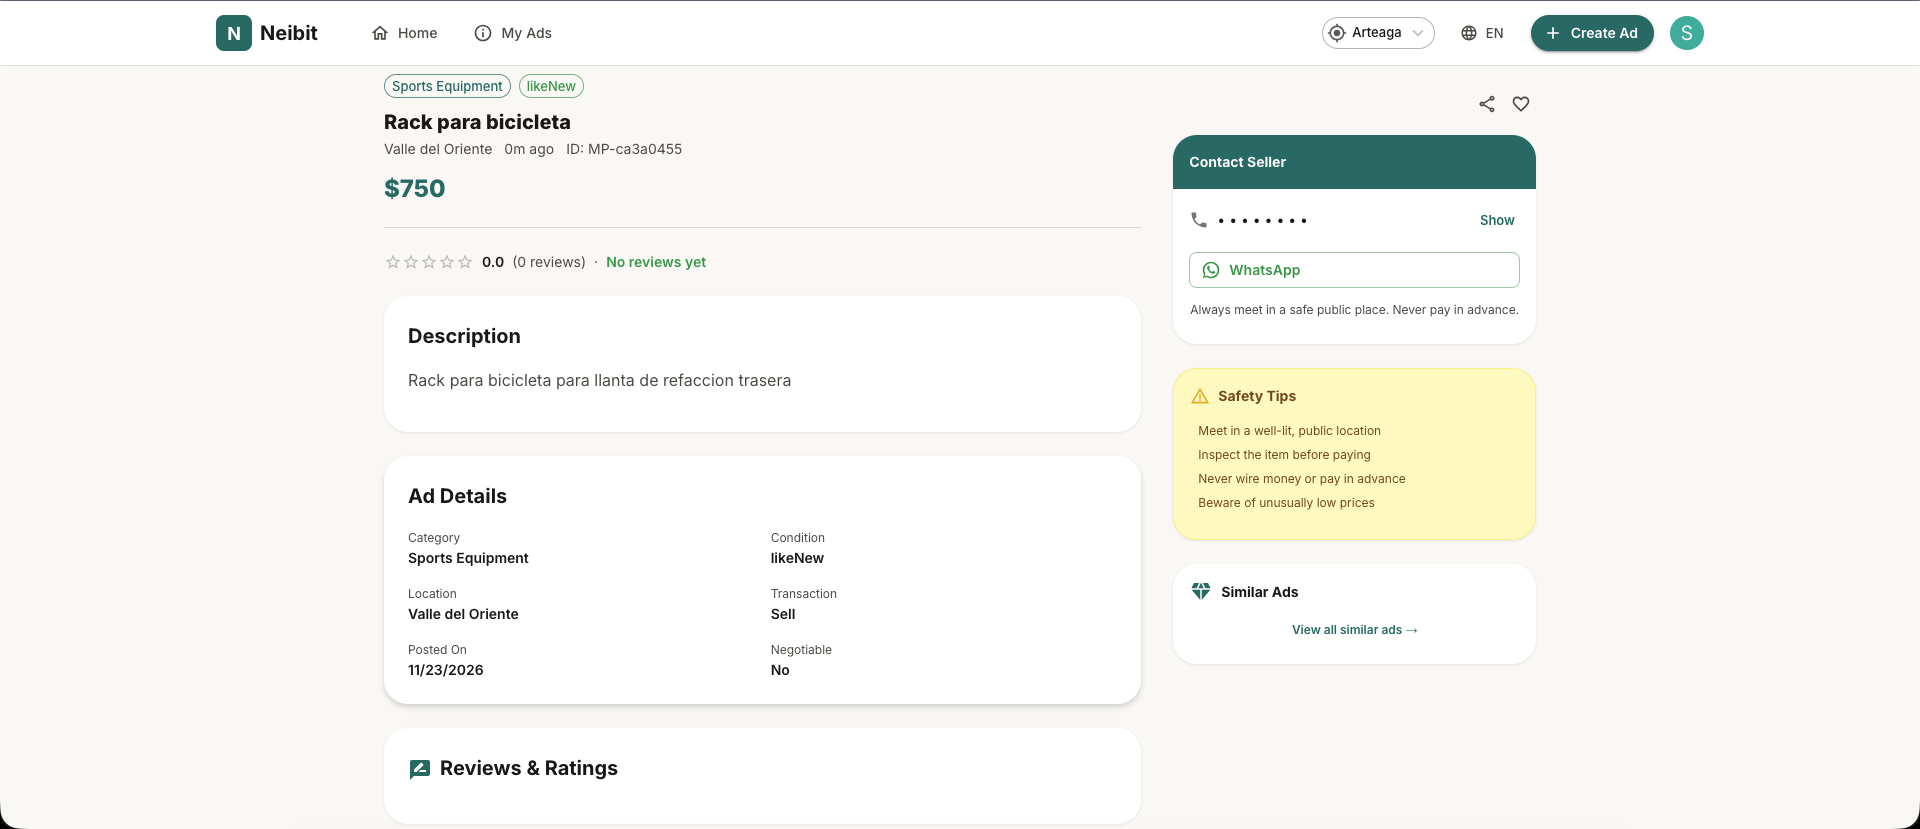 N Neibit
Home
My Ads
Arteaga
EN
+ Create Ad
S
Sports Equipment
likeNew
Rack para bicicleta
Valle del Oriente 0m ago ID: MP-ca3a0455
$750
0.0 (0 reviews) · No reviews yet
Description
Rack para bicicleta para llanta de refaccion trasera
Ad Details
Category
Sports Equipment
Condition
likeNew
Location
Valle del Oriente
Transaction
Sell
Posted On
11/23/2026
Negotiable
No
Reviews & Ratings
Contact Seller
• • • • • • • •
Show
WhatsApp
Always meet in a safe public place. Never pay in advance.
Safety Tips
Meet in a well-lit, public location
Inspect the item before paying
Never wire money or pay in advance
Beware of unusually low prices
Similar Ads
View all similar ads →